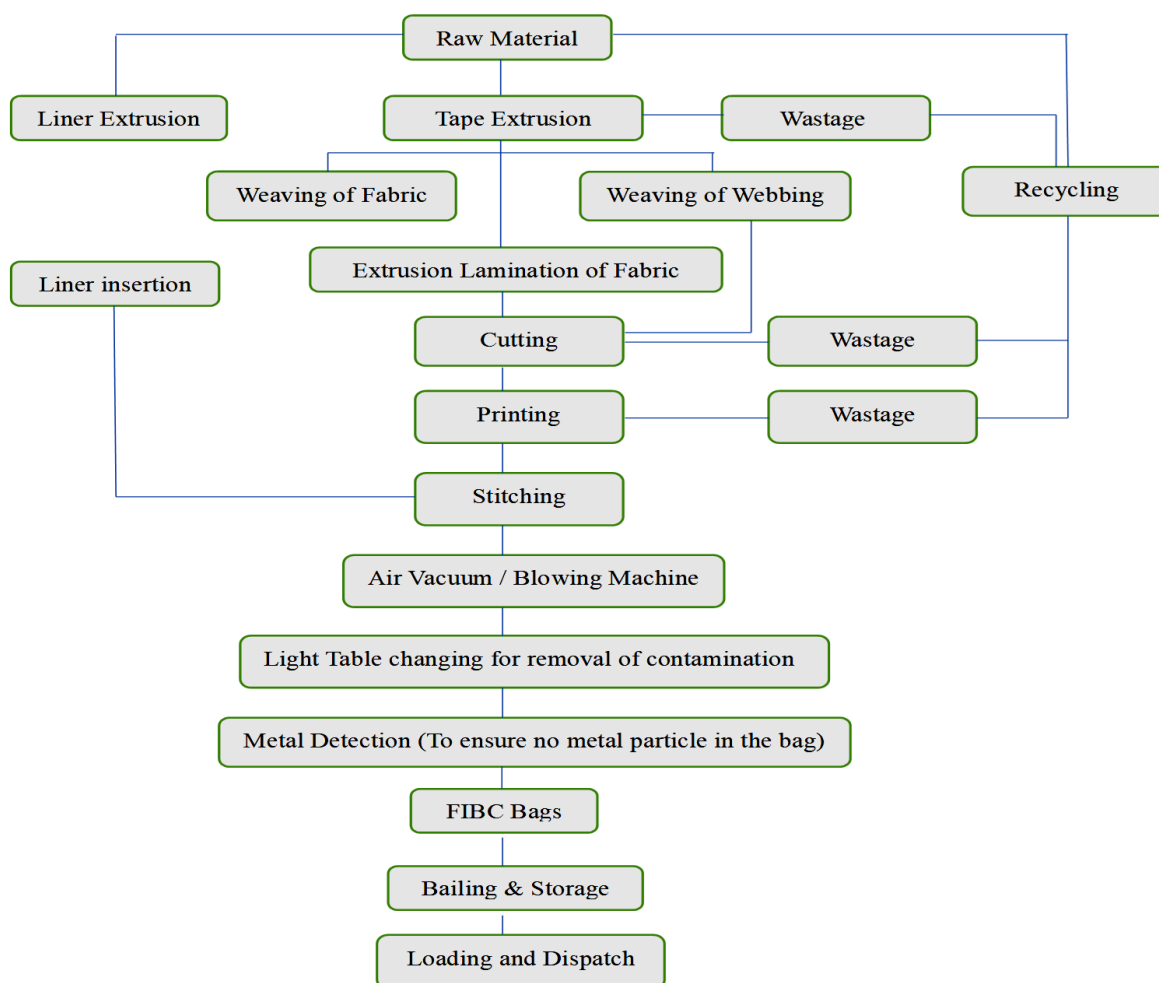 Raw Material
Liner Extrusion
Tape Extrusion
Wastage
Weaving of Fabric
Weaving of Webbing
Recycling
Extrusion Lamination of Fabric
Liner insertion
Cutting
Wastage
Printing
Wastage
Stitching
Air Vacuum / Blowing Machine
Light Table changing for removal of contamination
Metal Detection (To ensure no metal particle in the bag)
FIBC Bags
Bailing & Storage
Loading and Dispatch